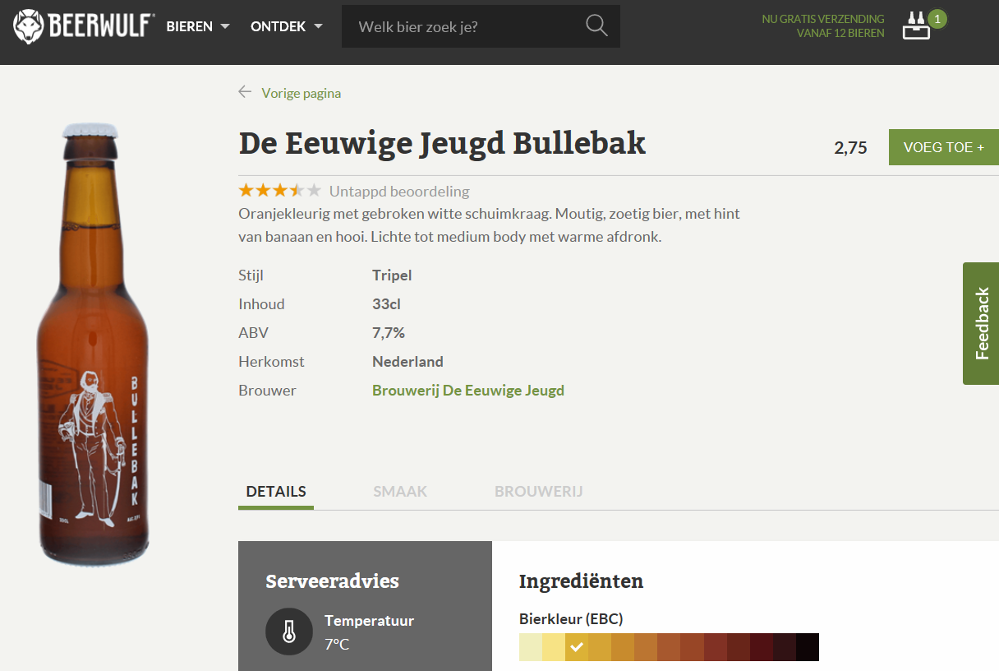 BEERWULF
BIEREN
ONTDEK
Welk bier zoek je?
NU GRATIS VERZENDING
VANAF 12 BIEREN
1
Vorige pagina
De Eeuwige Jeugd Bullebak
2,75
VOEG TOE +
Untappd beoordeling
Oranjekleurig met gebroken witte schuimkraag. Moutig, zoetig bier, met hint
van banaan en hooi. Lichte tot medium body met warme afdronk.
Stijl Tripel
Inhoud 33cl
ABV 7,7%
Herkomst Nederland
Brouwer Brouwerij De Eeuwige Jeugd
Feedback
BULLEBAK
DETAILS
SMAAK
BROUWERIJ
Serveeradvies
Temperatuur
7°C
Ingrediënten
Bierkleur (EBC)